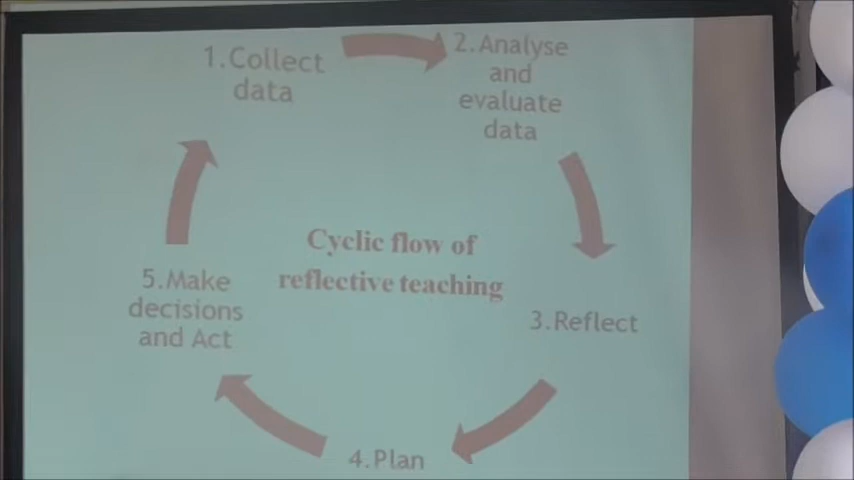 1.Collect
data
2.Analyse
and
evaluate
data
3.Reflect
4.Plan
5.Make
decisions
and Act
Cyclic flow of
reflective teaching